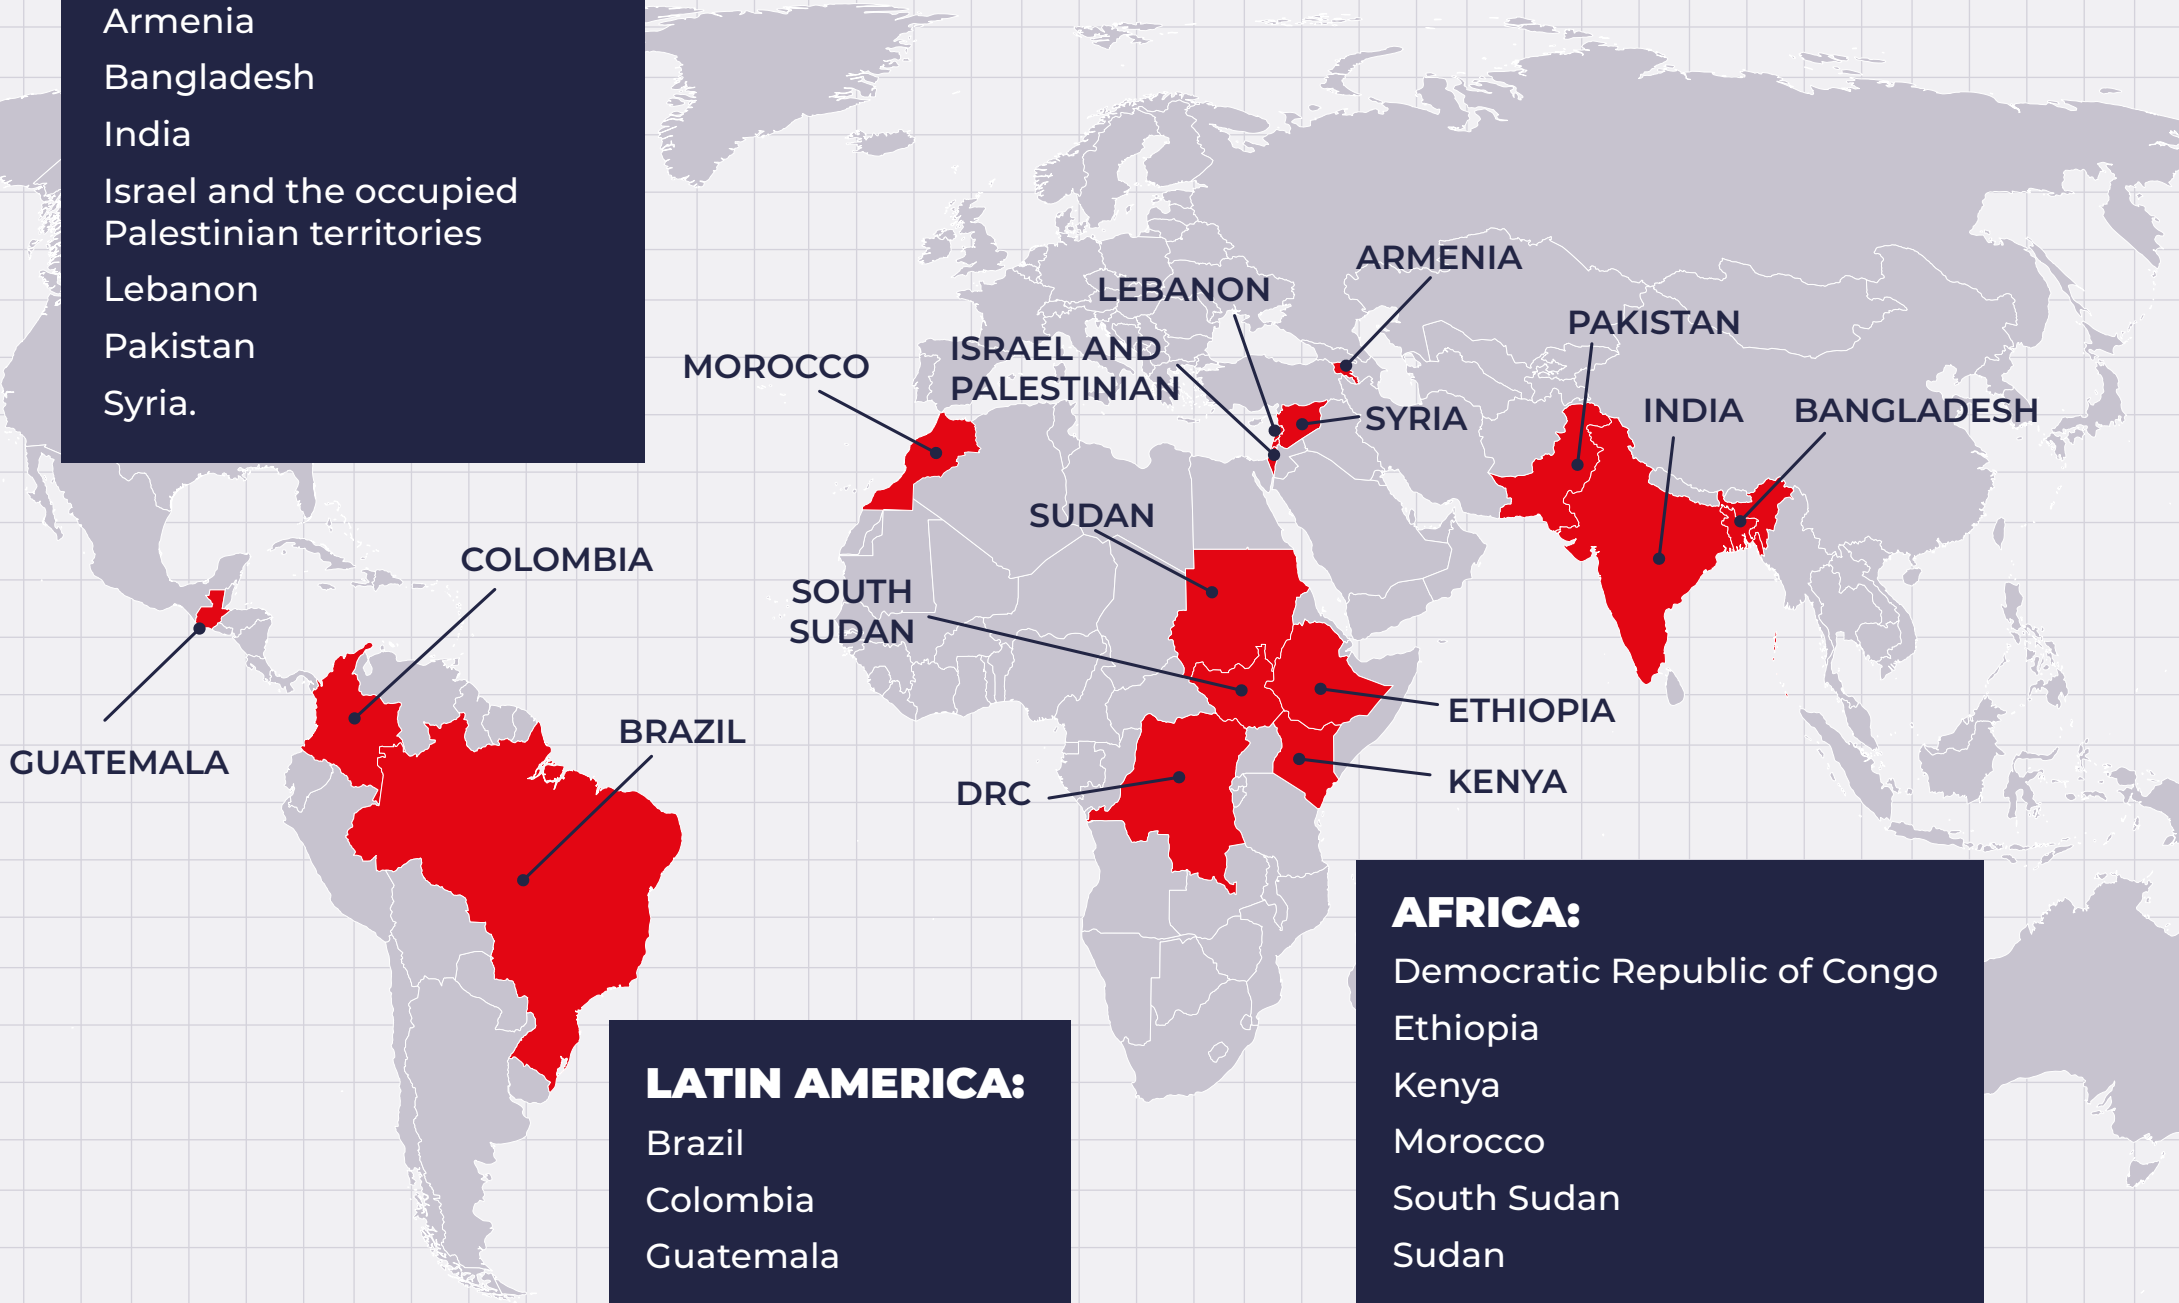 Armenia
Bangladesh
India
Israel and the occupied
Palestinian territories
Lebanon
Pakistan
Syria.
ARMENIA
LEBANON
PAKISTAN
ISRAEL AND
PALESTINIAN
MOROCCO
SYRIA
INDIA
BANGLADESH
SUDAN
COLOMBIA
SOUTH
SUDAN
ETHIOPIA
BRAZIL
GUATEMALA
KENYA
DRC
LATIN AMERICA:
Brazil
Colombia
Guatemala
AFRICA:
Democratic Republic of Congo
Ethiopia
Kenya
Morocco
South Sudan
Sudan